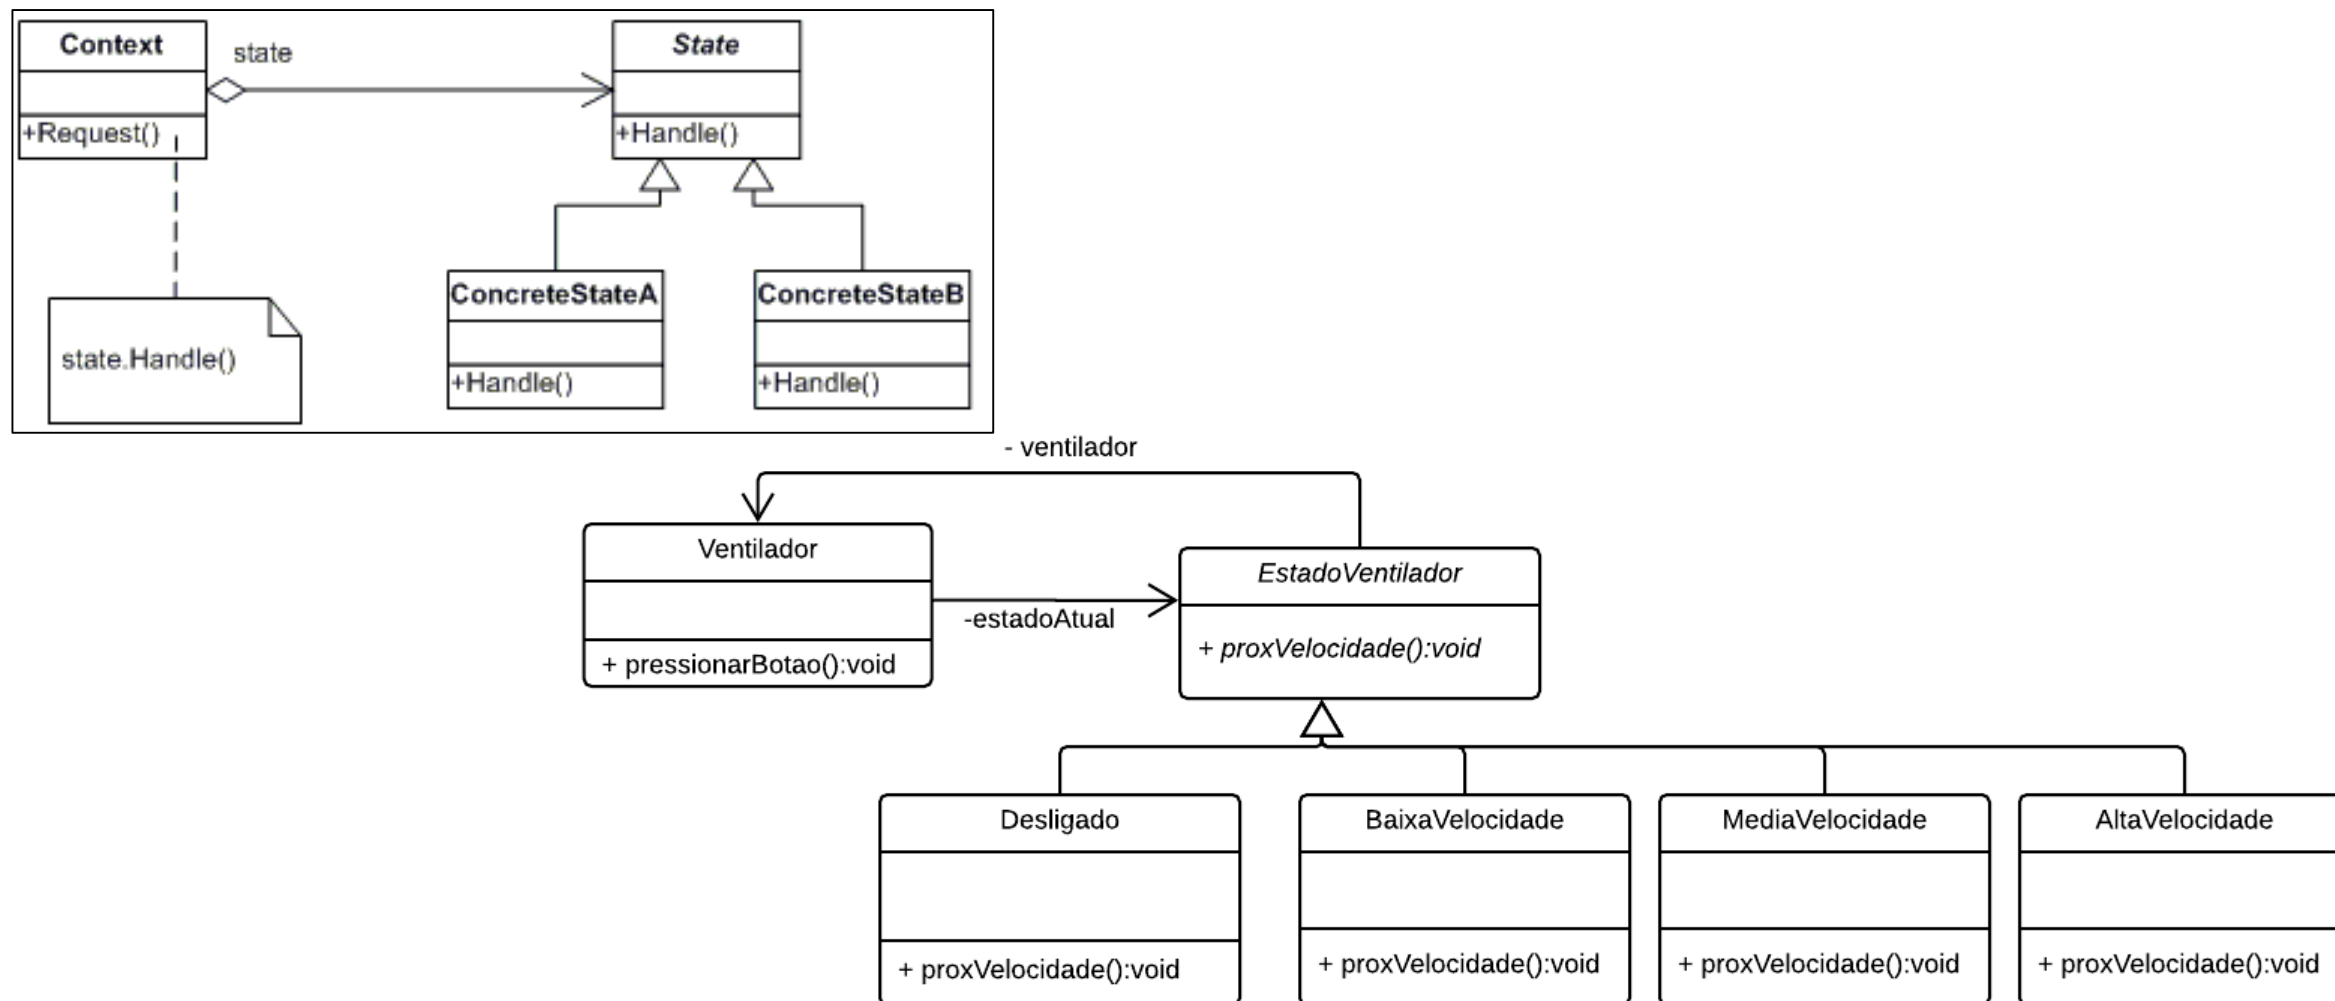 Context
state
State
+Request()
+Handle()
ConcreteStateA
ConcreteStateB
state.Handle()
+Handle()
+Handle()
- ventilador
Ventilador
EstadoVentilador
-estadoAtual
+ proxVelocidade():void
+ pressionarBotao():void
Desligado
BaixaVelocidade
MediaVelocidade
AltaVelocidade
+ proxVelocidade():void
+ proxVelocidade():void
+ proxVelocidade():void
+ proxVelocidade():void